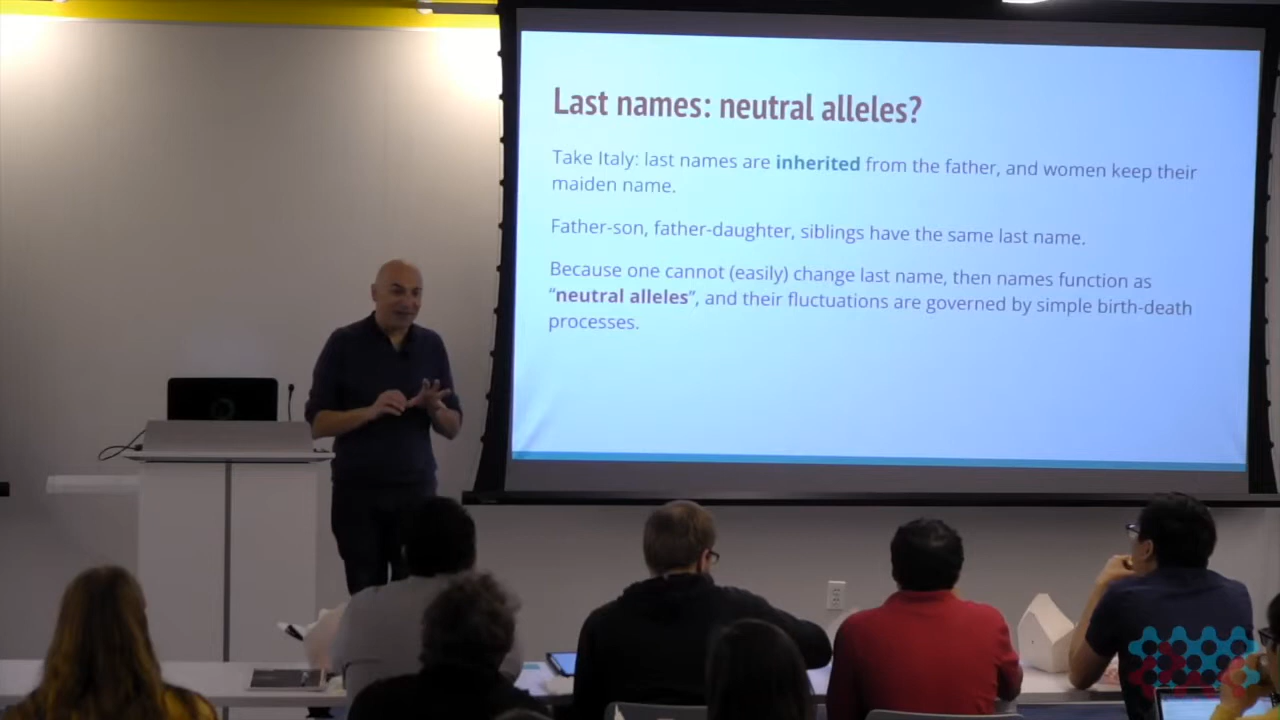 Last names: neutral alleles?
Take Italy: last names are inherited from the father, and women keep their
maiden name.
Father-son, father-daughter, siblings have the same last name.
Because one cannot (easily) change last name, then names function as
“neutral alleles”, and their fluctuations are governed by simple birth-death
processes.